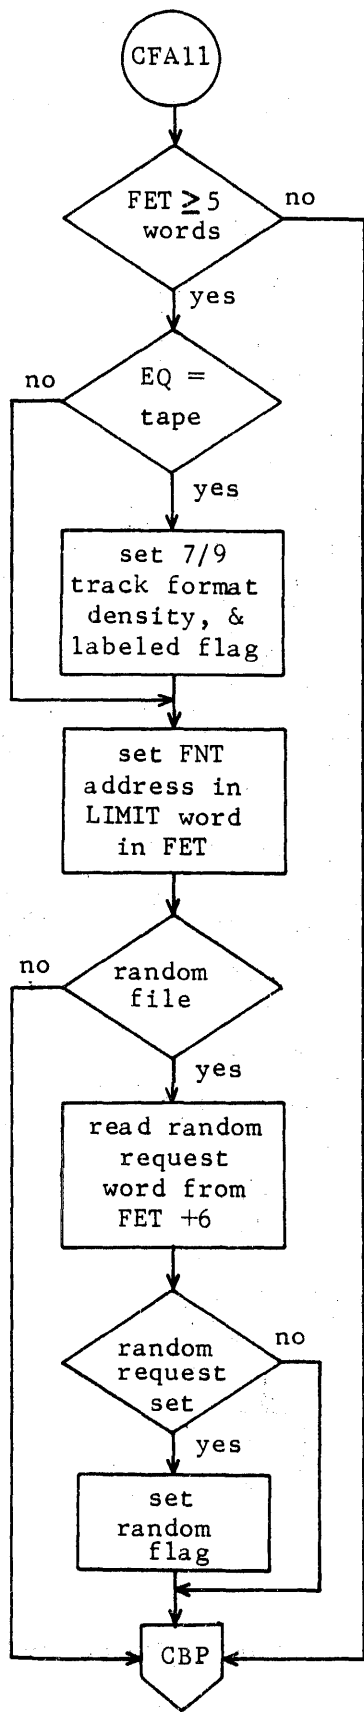 CFA11
FET ≥ 5
words
no
yes
EQ =
tape
no
yes
set 7/9
track format
density, &
labeled flag
set FNT
address in
LIMIT word
in FET
random
file
no
yes
read random
request
word from
FET +6
random
request
set
no
yes
set
random
flag
CBP